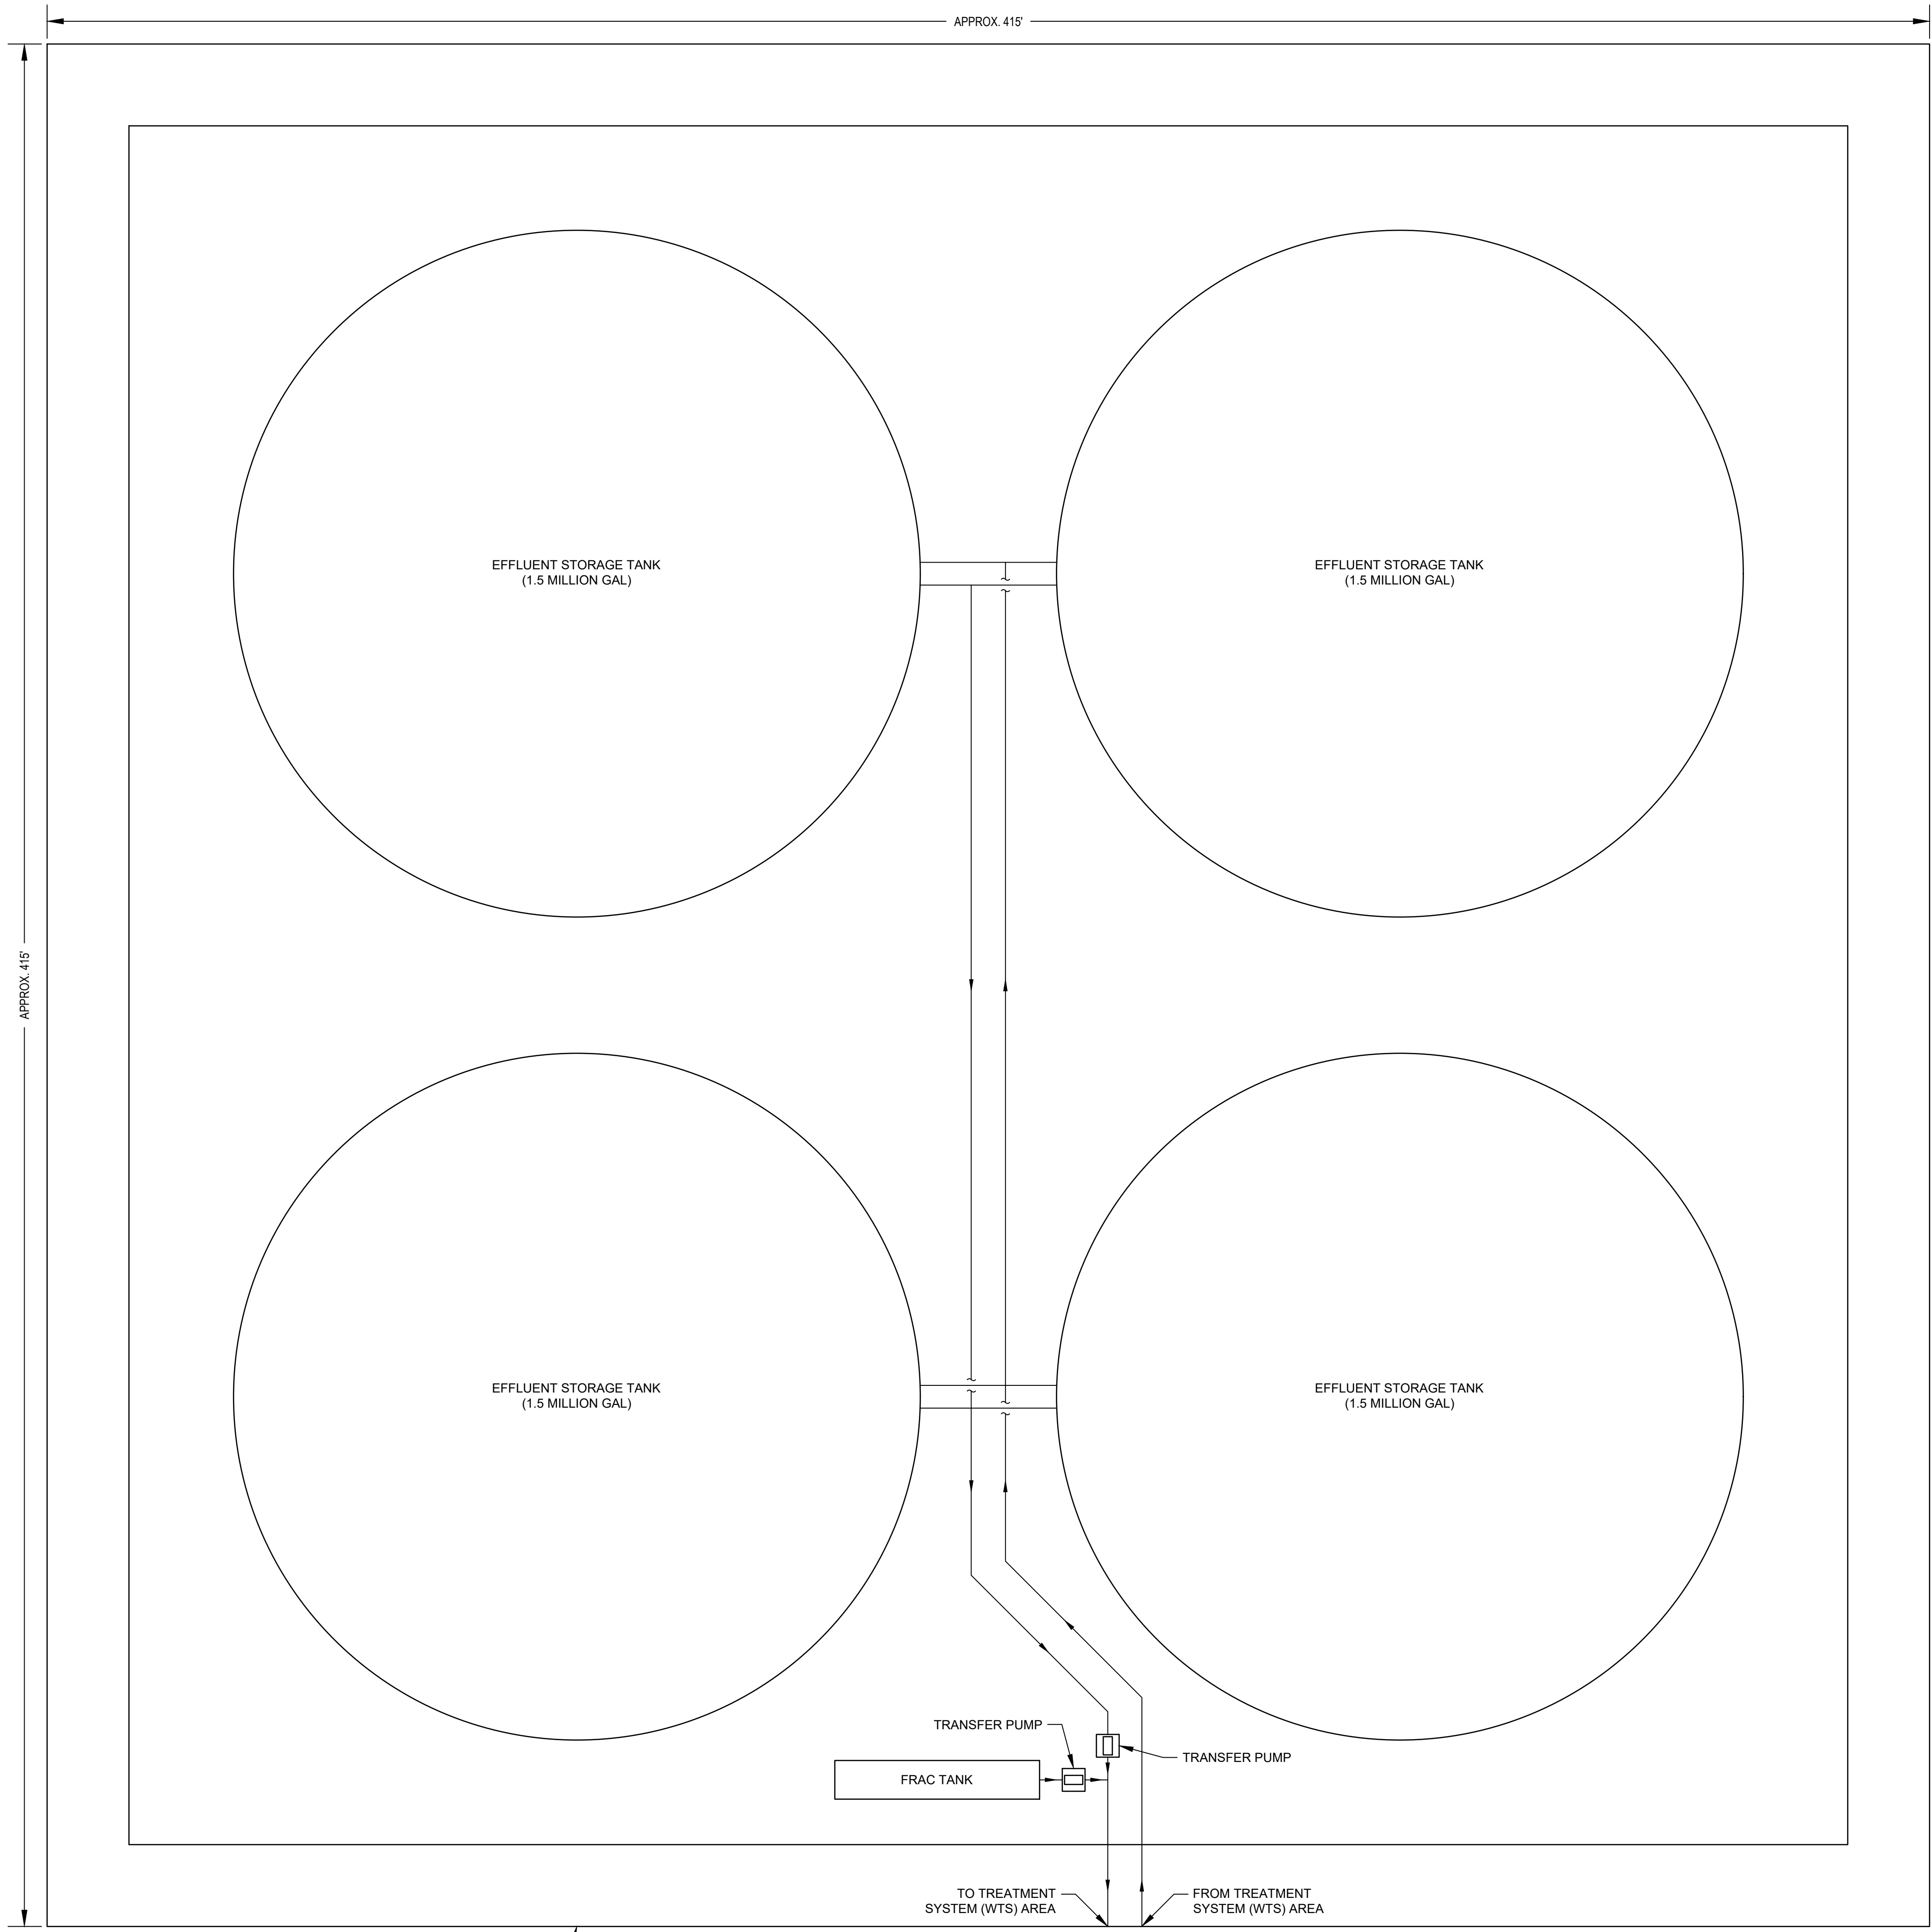 APPROX. 415'
EFFLUENT STORAGE TANK
(1.5 MILLION GAL)
EFFLUENT STORAGE TANK
(1.5 MILLION GAL)
APPROX. 415'
EFFLUENT STORAGE TANK
(1.5 MILLION GAL)
EFFLUENT STORAGE TANK
(1.5 MILLION GAL)
TRANSFER PUMP
TRANSFER PUMP
FRAC TANK
TO TREATMENT
SYSTEM (WTS) AREA
FROM TREATMENT
SYSTEM (WTS) AREA